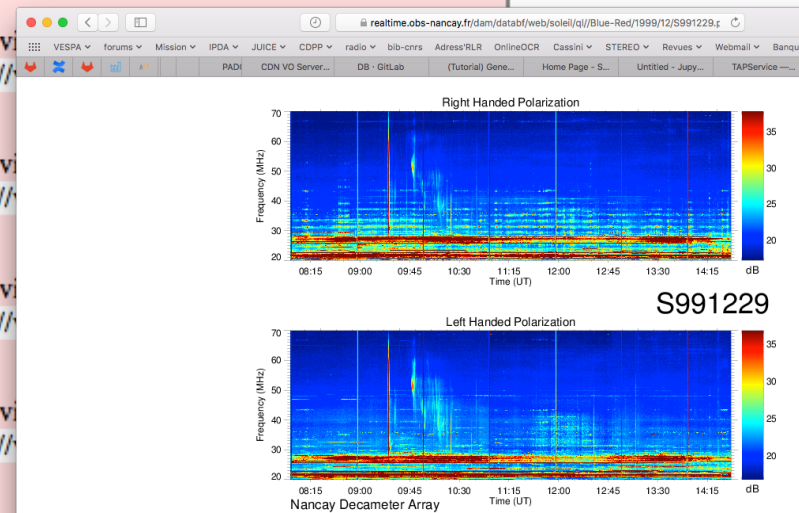 realtime.obs-nancay.fr/dam/databf/web/soleil/ql//Blue-Red/1999/12/S991229.p
VESPA forums Mission IPDA JUICE CDPP radio bib-cnrs Adress'RLR OnlineOCR Cassini STEREO Revues Webmail Banqu
PADC CDN VO Server... DB · GitLab (Tutorial) Gene... Home Page - S... Untitled - Jupy... TAPService —...
vi
//v
vi
//v
vi
//v
vi
//v
Right Handed Polarization
Frequency (MHz)
70
60
50
40
30
20
08:15 09:00 09:45 10:30 11:15 12:00 12:45 13:30 14:15
Time (UT)
35
30
25
20
dB
S991229
Left Handed Polarization
Frequency (MHz)
70
60
50
40
30
20
08:15 09:00 09:45 10:30 11:15 12:00 12:45 13:30 14:15
Time (UT)
35
30
25
20
dB
Nancay Decameter Array